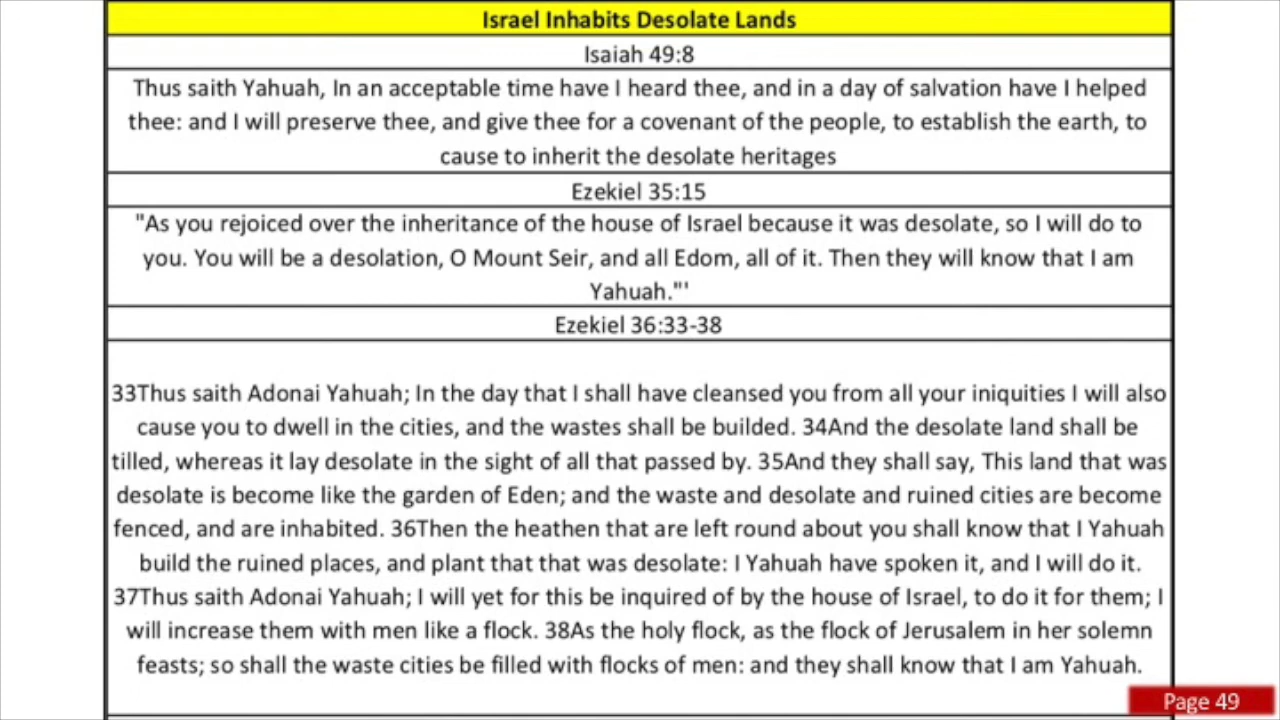 Israel Inhabits Desolate Lands
Isaiah 49:8
Thus saith Yahuah, In an acceptable time have I heard thee, and in a day of salvation have I helped
thee: and I will preserve thee, and give thee for a covenant of the people, to establish the earth, to
cause to inherit the desolate heritages
Ezekiel 35:15
"As you rejoiced over the inheritance of the house of Israel because it was desolate, so I will do to
you. You will be a desolation, O Mount Seir, and all Edom, all of it. Then they will know that I am
Yahuah."'
Ezekiel 36:33-38
33Thus saith Adonai Yahuah; In the day that I shall have cleansed you from all your iniquities I will also
cause you to dwell in the cities, and the wastes shall be builded. 34And the desolate land shall be
tilled, whereas it lay desolate in the sight of all that passed by. 35And they shall say, This land that was
desolate is become like the garden of Eden; and the waste and desolate and ruined cities are become
fenced, and are inhabited. 36Then the heathen that are left round about you shall know that I Yahuah
build the ruined places, and plant that that was desolate: I Yahuah have spoken it, and I will do it.
37Thus saith Adonai Yahuah; I will yet for this be inquired of by the house of Israel, to do it for them; I
will increase them with men like a flock. 38As the holy flock, as the flock of Jerusalem in her solemn
feasts; so shall the waste cities be filled with flocks of men: and they shall know that I am Yahuah.
Page 49